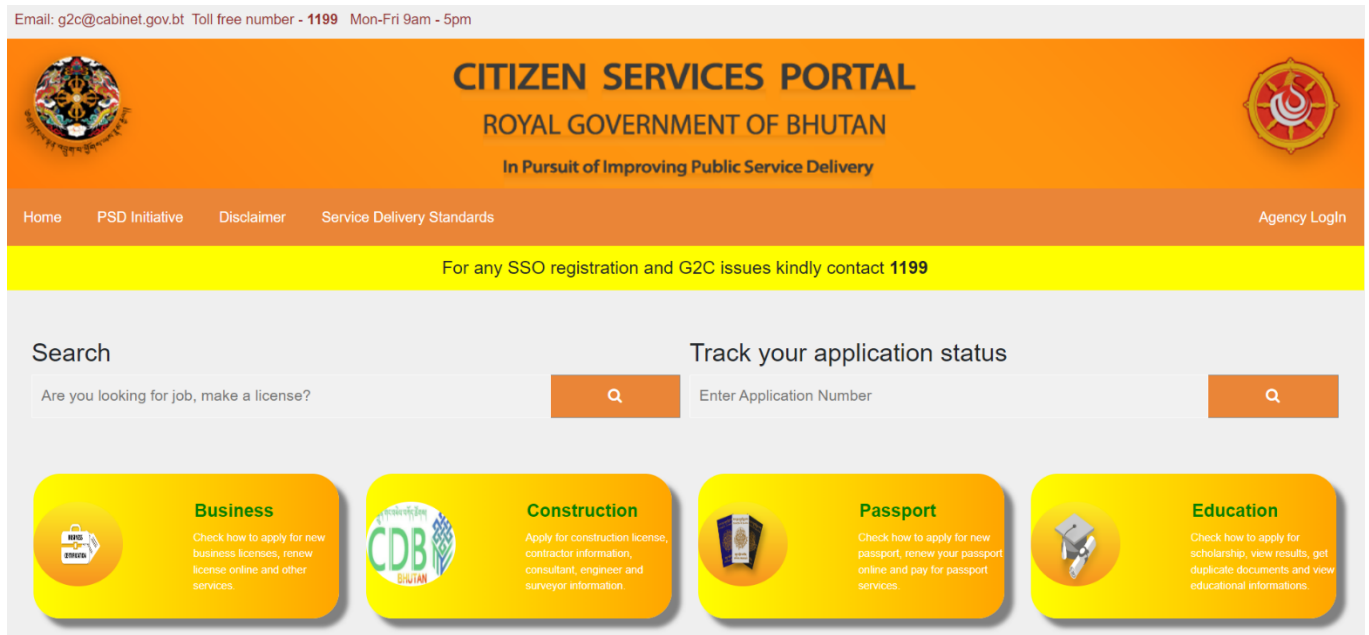 Email: g2c@cabinet.gov.bt Toll free number - 1199 Mon-Fri 9am - 5pm
CITIZEN SERVICES PORTAL
ROYAL GOVERNMENT OF BHUTAN
In Pursuit of Improving Public Service Delivery
Home PSD Initiative Disclaimer Service Delivery Standards Agency LogIn
For any SSO registration and G2C issues kindly contact 1199
Search
Are you looking for job, make a license?
Track your application status
Enter Application Number
Business
Check how to apply for new
business licenses, renew
license online and other
services.
CDB
BHUTAN
Construction
Apply for construction license,
contractor information,
consultant, engineer and
surveyor information.
Passport
Check how to apply for new
passport, renew your passport
online and pay for passport
services.
Education
Check how to apply for
scholarship, view results, get
duplicate documents and view
educational informations.